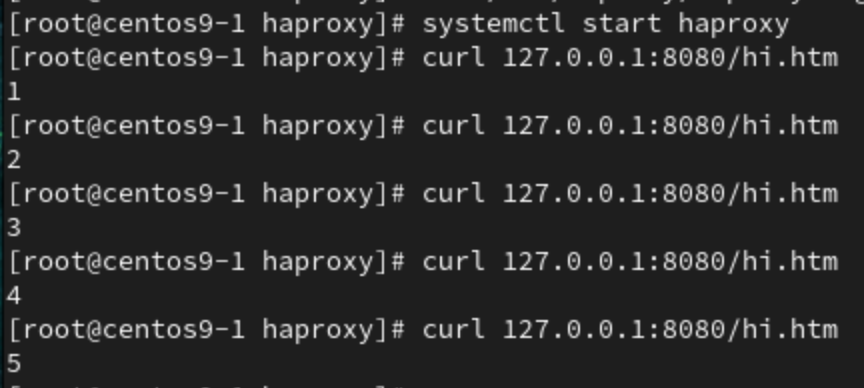 [root@centos9-1 haproxy]# systemctl start haproxy
[root@centos9-1 haproxy]# curl 127.0.0.1:8080/hi.htm
1
[root@centos9-1 haproxy]# curl 127.0.0.1:8080/hi.htm
2
[root@centos9-1 haproxy]# curl 127.0.0.1:8080/hi.htm
3
[root@centos9-1 haproxy]# curl 127.0.0.1:8080/hi.htm
4
[root@centos9-1 haproxy]# curl 127.0.0.1:8080/hi.htm
5